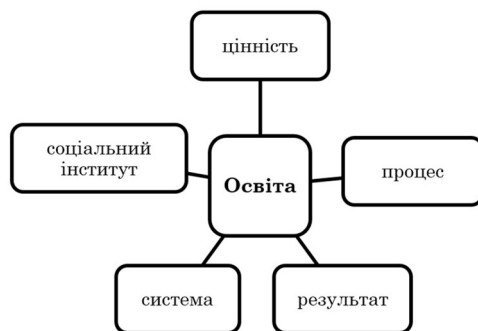 цінність
соціальний
інститут
Освіта
процес
система
результат